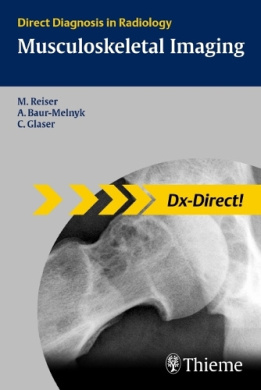 Direct Diagnosis in Radiology
Musculoskeletal Imaging
M. Reiser
A. Baur-Melnyk
C. Glaser
Dx-Direct!
Thieme